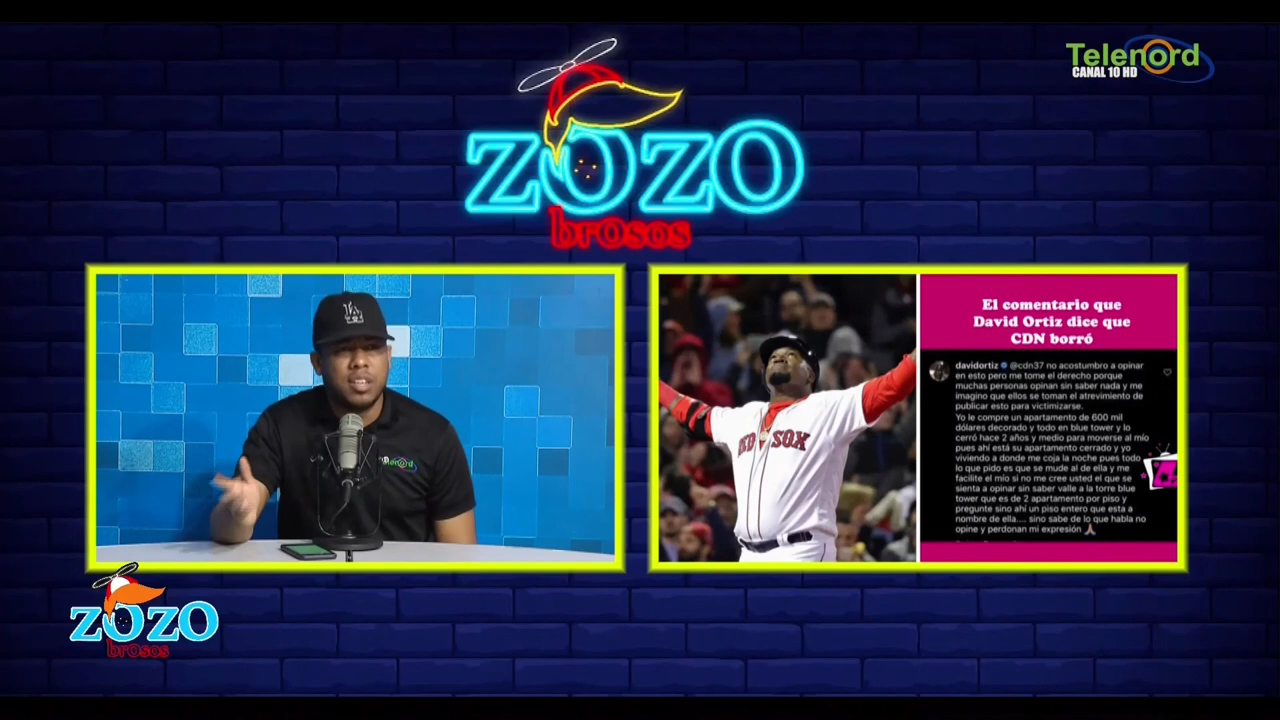 Telenord
CANAL 10 HD
ZOZO
brosos
LA
Telenord
RED SOX
El comentario que
David Ortiz dice que
CDN borró
davidortiz @cdn37 no acostumbro a opinar
en esto pero me tome el derecho porque
muchas personas opinan sin saber nada y me
imagino que ellos se toman el atrevimiento de
publicar esto para victimizarse.
Yo le compre un apartamento de 600 mil
dólares decorado y todo en blue tower y lo
cerró hace 2 años y medio para moverse al mío
pues ahí está su apartamento cerrado y yo
viviendo a donde me coja la noche pues todo
lo que pido es que se mude al de ella y me
facilite el mío si no me cree usted el que se
sienta a opinar sin saber valle a la torre blue
tower que es de 2 apartamento por piso y
pregunte sino ahí un piso entero que esta a
nombre de ella.... sino sabe de lo que habla no
opine y perdonan mi expresión 🙏🏽
ZOZO
brosos